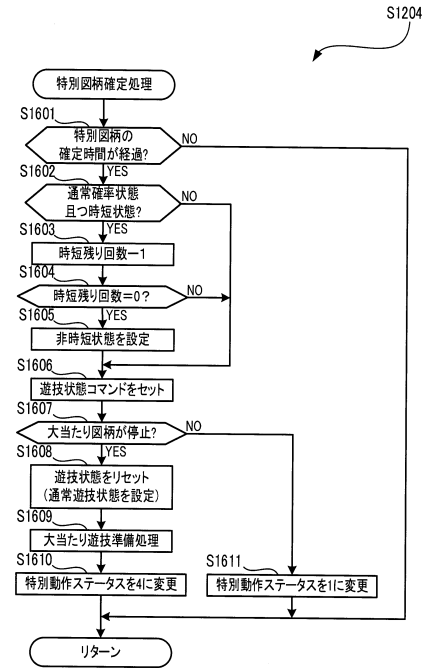 S1204
特別図柄確定処理
S1601
特別図柄の
確定時間が経過?
NO
YES
S1602
通常確率状態
且つ時短状態?
NO
YES
S1603
時短残り回数ー1
S1604
時短残り回数=0?
NO
YES
S1605
非時短状態を設定
S1606
遊技状態コマンドをセット
S1607
大当たり図柄が停止?
NO
YES
S1608
遊技状態をリセット
(通常遊技状態を設定)
S1609
大当たり遊技準備処理
S1610
特別動作ステータスを4に変更
S1611
特別動作ステータスを1に変更
リターン